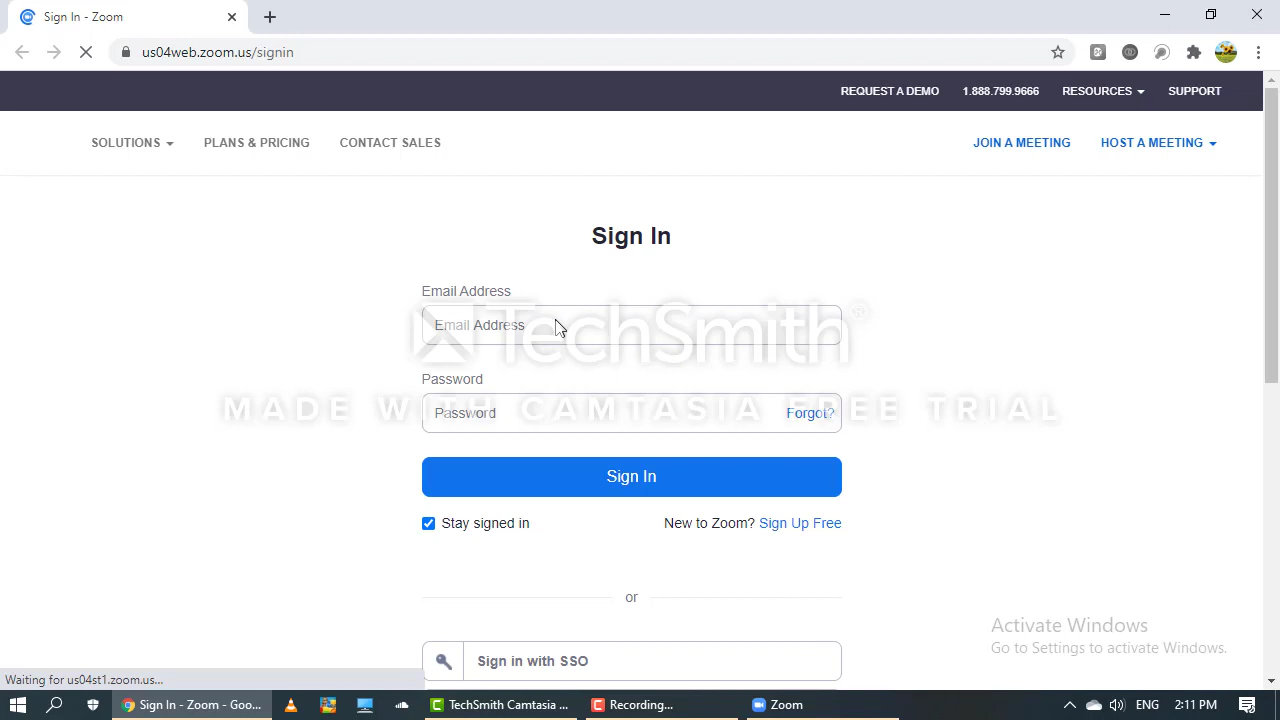 Sign In - Zoom
us04web.zoom.us/signin
REQUEST A DEMO 1.888.799.9666 RESOURCES SUPPORT
SOLUTIONS PLANS & PRICING CONTACT SALES JOIN A MEETING HOST A MEETING
Sign In
Email Address
Email Address
TechSmith®
Password
MADE WITH CAMTASIA FREE TRIAL
Password Forgot?
Sign In
Stay signed in New to Zoom? Sign Up Free
or
Activate Windows
Go to Settings to activate Windows.
Sign in with SSO
Waiting for us04st1.zoom.us...
Sign In - Zoom - Goo... TechSmith Camtasia ... Recording... Zoom ENG 2:11 PM